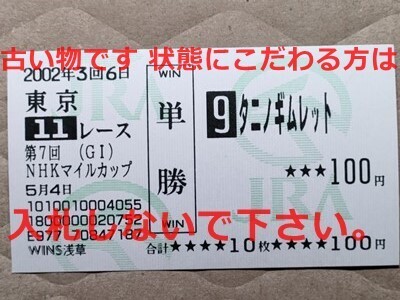 古い物です 状態にこだわる方は
2002年3回6日
東京
11レース
第7回 (GI)
NHKマイルカップ
5月4日
1010010004055
WIN
単勝
WIN
9 タニノギムレット
★★★100円
JRA
入札しないで下さい。
WINS浅草
合計★★★★10枚★★★★100円